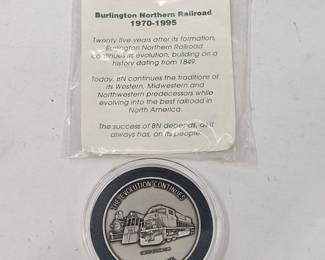 Burlington Northern Railroad
1970-1995
Twenty five years after its formation,
Burlington Northern Railroad
continues its evolution, building on a
history dating from 1849.
Today, BN continues the traditions of
its Western, Midwestern and
Northwestern predecessors while
evolving into the best railroad in
North America.
The success of BN depends, as it
always has, on its people.
THE EVOLUTION CONTINUES